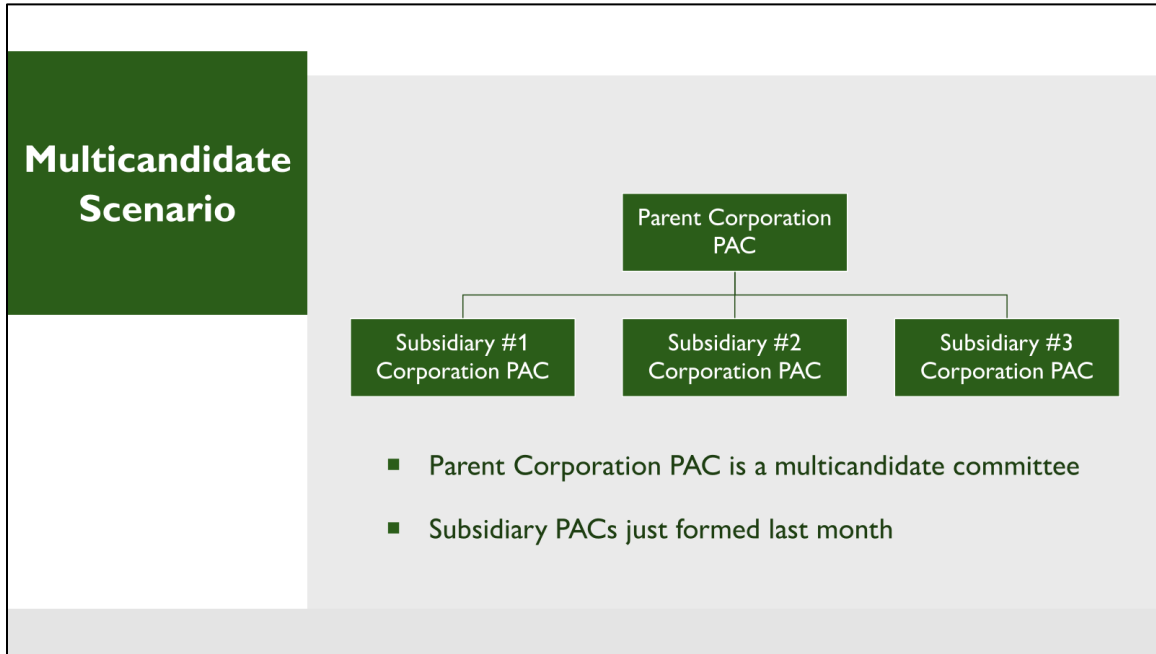 Multicandidate
Scenario
Parent Corporation
PAC
Subsidiary #1
Corporation PAC
Subsidiary #2
Corporation PAC
Subsidiary #3
Corporation PAC
▪ Parent Corporation PAC is a multicandidate committee
▪ Subsidiary PACs just formed last month